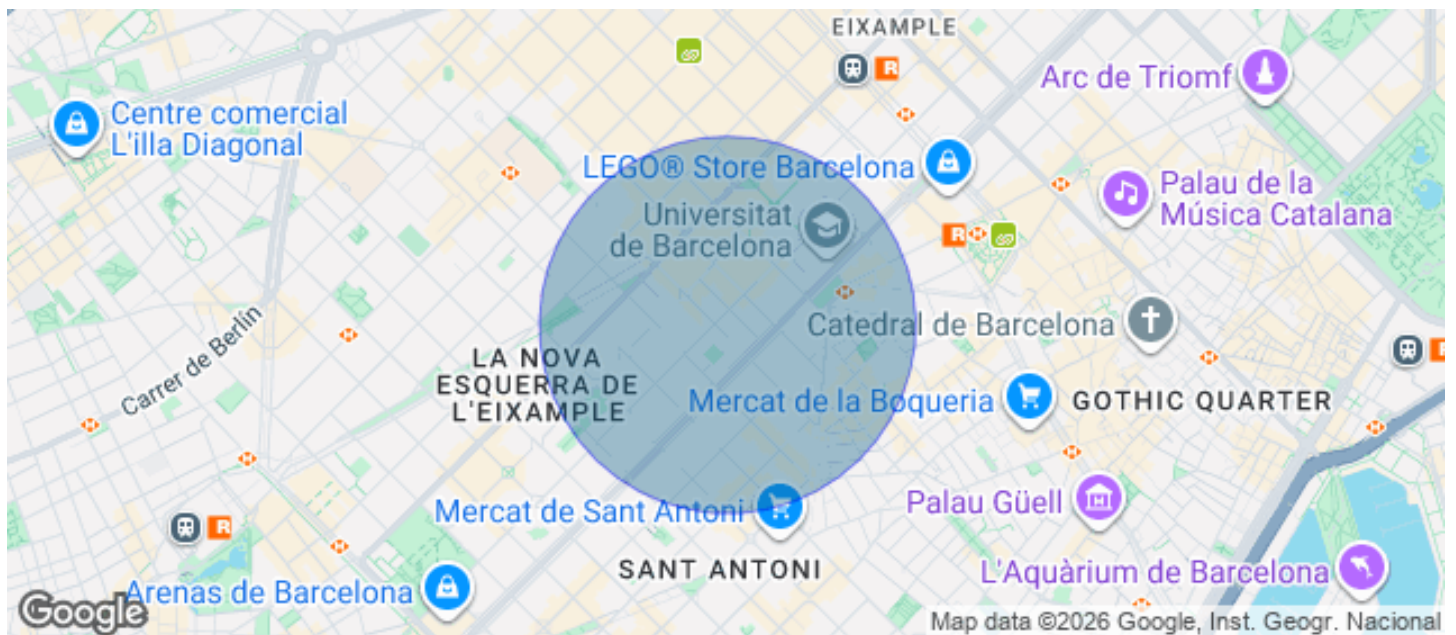 EIXAMPLE
R
Arc de Triomf
Centre comercial
L'illa Diagonal
LEGO® Store Barcelona
Palau de la
Música Catalana
Universitat
de Barcelona
R
Catedral de Barcelona
R
Carrer de Berlín
LA NOVA
ESQUERRA DE
L'EIXAMPLE
Mercat de la Boqueria
GOTHIC QUARTER
Mercat de Sant Antoni
Palau Güell
R
SANT ANTONI
L'Aquàrium de Barcelona
Arenas de Barcelona
Google
Map data ©2026 Google, Inst. Geogr. Nacional